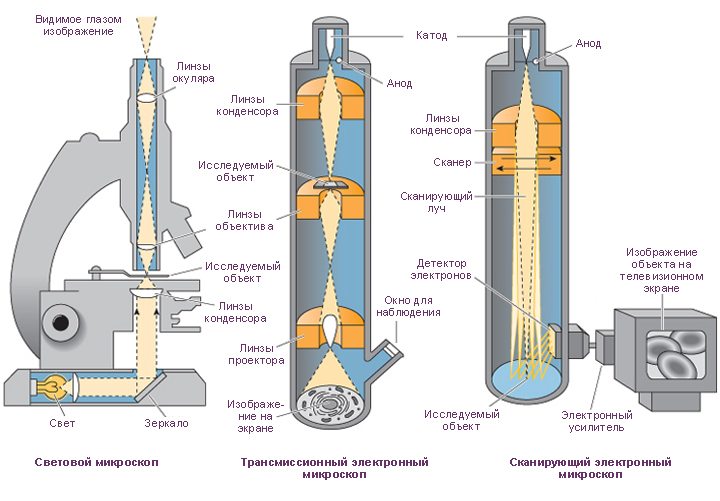 Видимое глазом
изображение
Линзы
окуляра
Линзы
объектива
Исследуемый
объект
Линзы
конденсора
Свет
Зеркало
Световой микроскоп
Катод
Анод
Линзы
конденсора
Исследуемый
объект
Линзы
проектора
Окно для
наблюдения
Изображе-
ние на
экране
Трансмиссионный электронный
микроскоп
Анод
Линзы
конденсора
Сканер
Сканирующий
луч
Детектор
электронов
Изображение
объекта на
телевизионном
экране
Исследуемый
объект
Электронный
усилитель
Сканирующий электронный
микроскоп